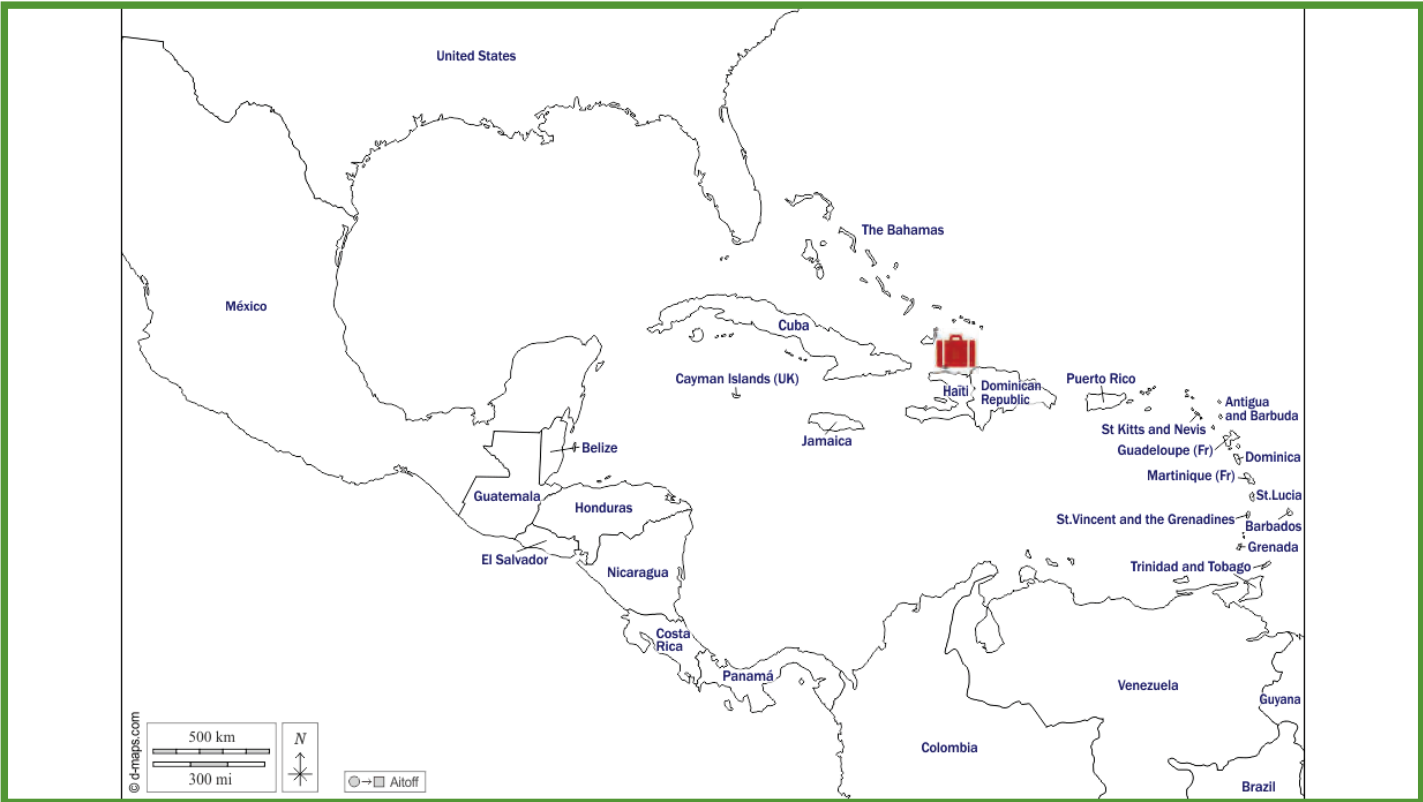 United States
The Bahamas
México
Cuba
Cayman Islands (UK)
Haïti
Dominican
Republic
Puerto Rico
Antigua
and Barbuda
St Kitts and Nevis
Jamaica
Belize
Guadeloupe (Fr)
Dominica
Martinique (Fr)
Guatemala
St.Lucia
Honduras
St.Vincent and the Grenadines
Barbados
El Salvador
Grenada
Nicaragua
Trinidad and Tobago
Costa
Rica
Panamá
Venezuela
Guyana
Colombia
Brazil
© d-maps.com
500 km
300 mi
N
Aitoff